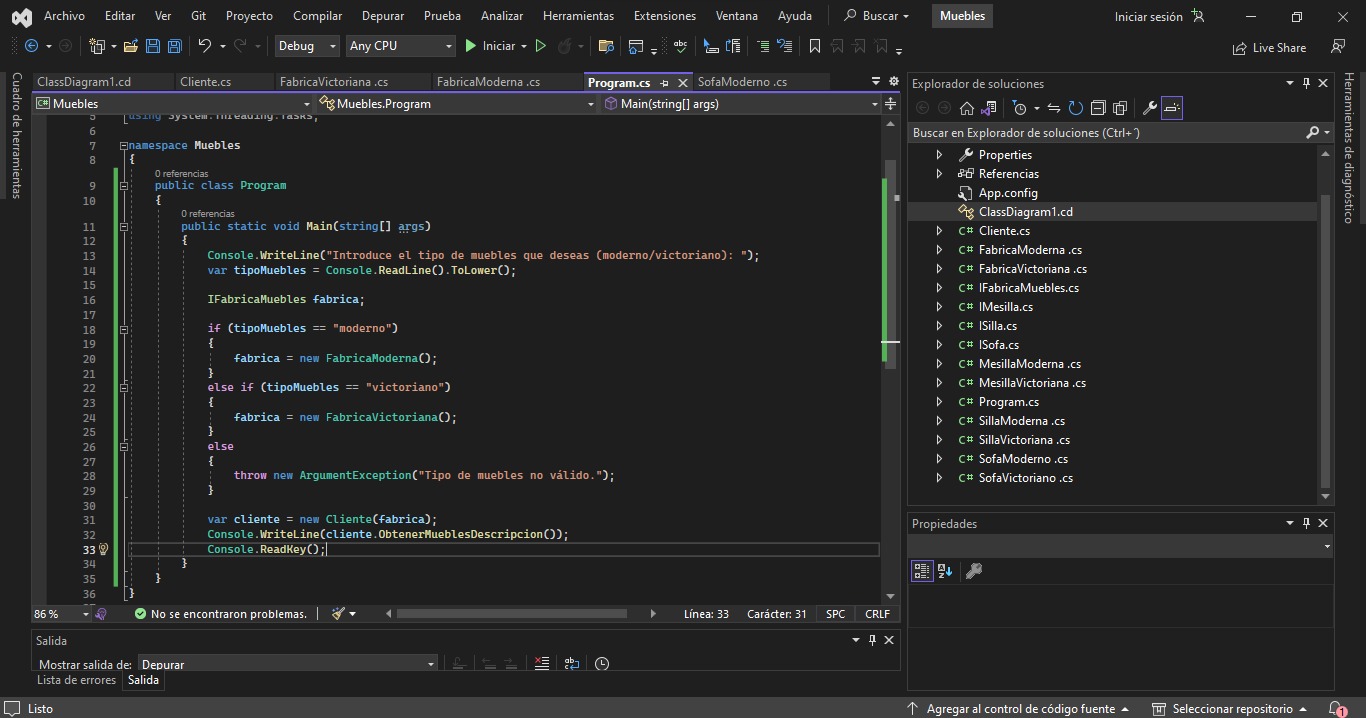 Archivo Editar Ver Git Proyecto Compilar Depurar Prueba Analizar Herramientas Extensiones Ventana Ayuda Buscar Muebles Iniciar sesión
Debug Any CPU Iniciar Live Share
ClassDiagram1.cd Cliente.cs FabricaVictoriana .cs FabricaModerna .cs Program.cs SofaModerno .cs
C# Muebles Muebles.Program Main(string[] args)
Cuadro de herramientas
5 using System.Threading.Tasks;
6
7 namespace Muebles
8 {
0 referencias
9 public class Program
10 {
0 referencias
11 public static void Main(string[] args)
12 {
13 Console.WriteLine("Introduce el tipo de muebles que deseas (moderno/victoriano): ");
14 var tipoMuebles = Console.ReadLine().ToLower();
15
16 IFabricaMuebles fabrica;
17
18 if (tipoMuebles == "moderno")
19 {
20 fabrica = new FabricaModerna();
21 }
22 else if (tipoMuebles == "victoriano")
23 {
24 fabrica = new FabricaVictoriana();
25 }
26 else
27 {
28 throw new ArgumentException("Tipo de muebles no válido.");
29 }
30
31 var cliente = new Cliente(fabrica);
32 Console.WriteLine(cliente.ObtenerMueblesDescripcion());
33 Console.ReadKey();
34 }
35 }
36 }
86 % No se encontraron problemas. Línea: 33 Carácter: 31 SPC CRLF
Salida
Mostrar salida de: Depurar
Lista de errores Salida
Explorador de soluciones
Buscar en Explorador de soluciones (Ctrl+´)
Properties
Referencias
App.config
ClassDiagram1.cd
C# Cliente.cs
C# FabricaModerna .cs
C# FabricaVictoriana .cs
C# IFabricaMuebles.cs
C# IMesilla.cs
C# ISilla.cs
C# ISofa.cs
C# MesillaModerna .cs
C# MesillaVictoriana .cs
C# Program.cs
C# SillaModerna .cs
C# SillaVictoriana .cs
C# SofaModerno .cs
C# SofaVictoriano .cs
Propiedades
Herramientas de diagnóstico
Listo Agregar al control de código fuente Seleccionar repositorio 1